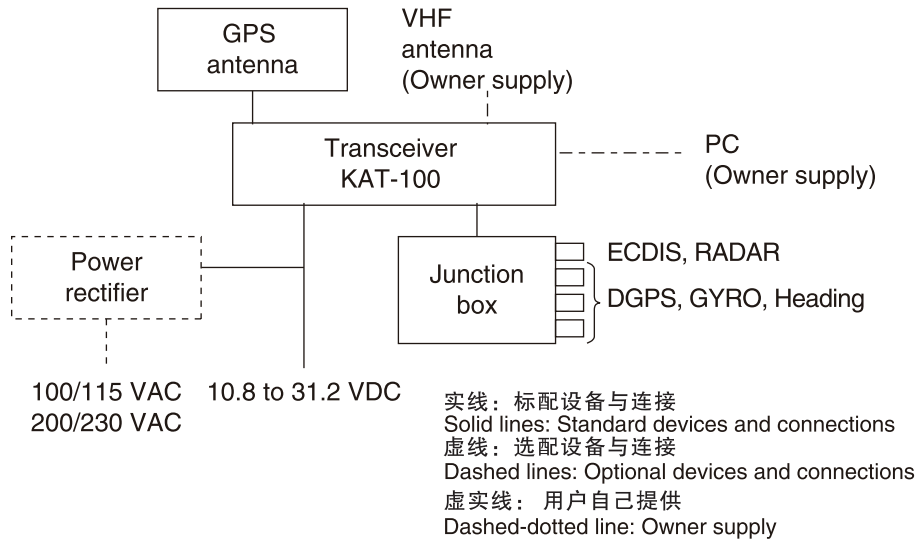 GPS
antenna
VHF
antenna
(Owner supply)
Transceiver
KAT-100
PC
(Owner supply)
Power
rectifier
Junction
box
ECDIS, RADAR
DGPS, GYRO, Heading
100/115 VAC
200/230 VAC
10.8 to 31.2 VDC
实线：标配设备与连接
Solid lines: Standard devices and connections
虚线：选配设备与连接
Dashed lines: Optional devices and connections
虚实线： 用户自己提供
Dashed-dotted line: Owner supply